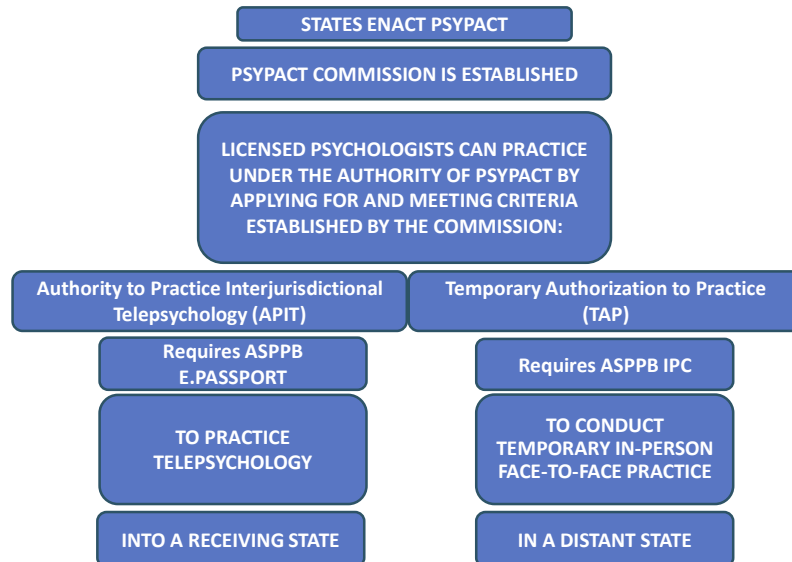 STATES ENACT PSYPACT
PSYPACT COMMISSION IS ESTABLISHED
LICENSED PSYCHOLOGISTS CAN PRACTICE
UNDER THE AUTHORITY OF PSYPACT BY
APPLYING FOR AND MEETING CRITERIA
ESTABLISHED BY THE COMMISSION:
Authority to Practice Interjurisdictional
Telepsychology (APIT)
Requires ASPPB
E.PASSPORT
TO PRACTICE
TELEPSYCHOLOGY
INTO A RECEIVING STATE
Temporary Authorization to Practice
(TAP)
Requires ASPPB IPC
TO CONDUCT
TEMPORARY IN-PERSON
FACE-TO-FACE PRACTICE
IN A DISTANT STATE